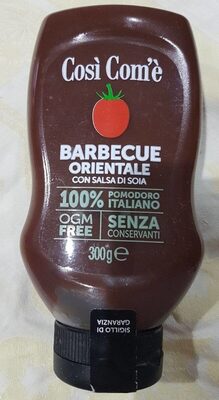 Così Com'è
BARBECUE
ORIENTALE
CON SALSA DI SOIA
100% POMODORO
ITALIANO
OGM
FREE
SENZA
CONSERVANTI
300g ℮
SIGILLO DI
GARANZIA